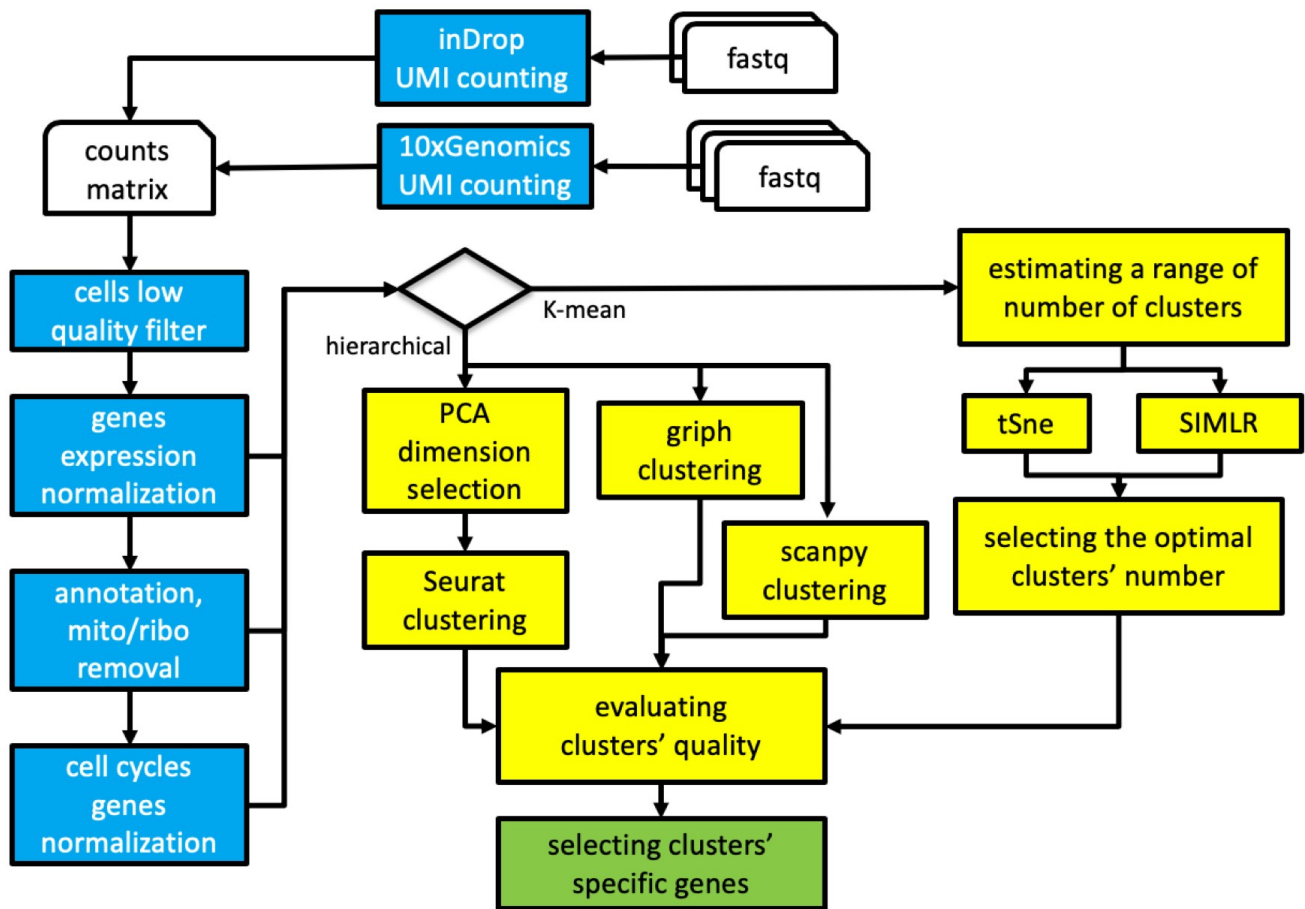 inDrop
UMI counting
fastq
counts
matrix
10xGenomics
UMI counting
fastq
cells low
quality filter
K-mean
hierarchical
estimating a range of
number of clusters
genes
expression
normalization
PCA
dimension
selection
griph
clustering
tSne
SIMLR
annotation,
mito/ribo
removal
Seurat
clustering
scanpy
clustering
selecting the optimal
clusters’ number
cell cycles
genes
normalization
evaluating
clusters’ quality
selecting clusters’
specific genes